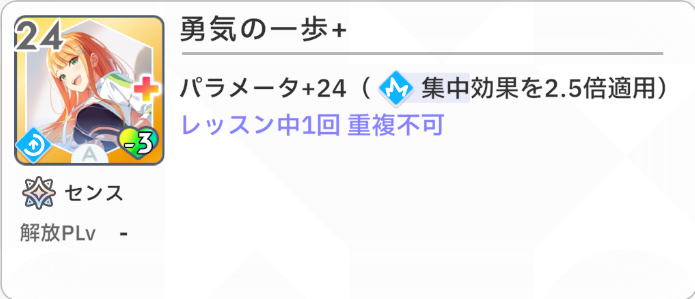 24
勇気の一歩+
パラメータ+24（ 集中効果を2.5倍適用）
レッスン中1回 重複不可
A
-3
センス
解放PLv -